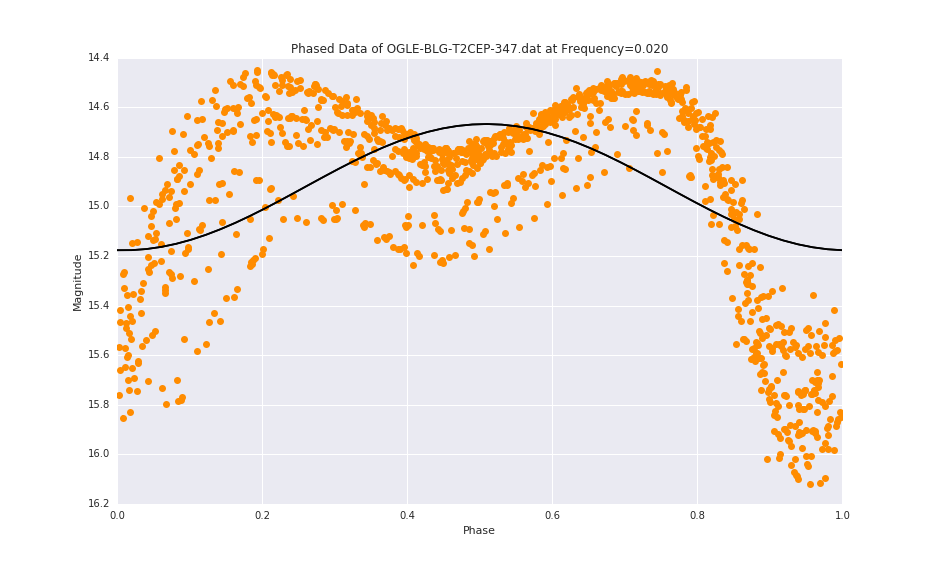 Phased Data of OGLE-BLG-T2CEP-347.dat at Frequency=0.020
14.4
14.6
14.8
15.0
15.2
15.4
15.6
15.8
16.0
16.2
Magnitude
0.0 0.2 0.4 0.6 0.8 1.0
Phase